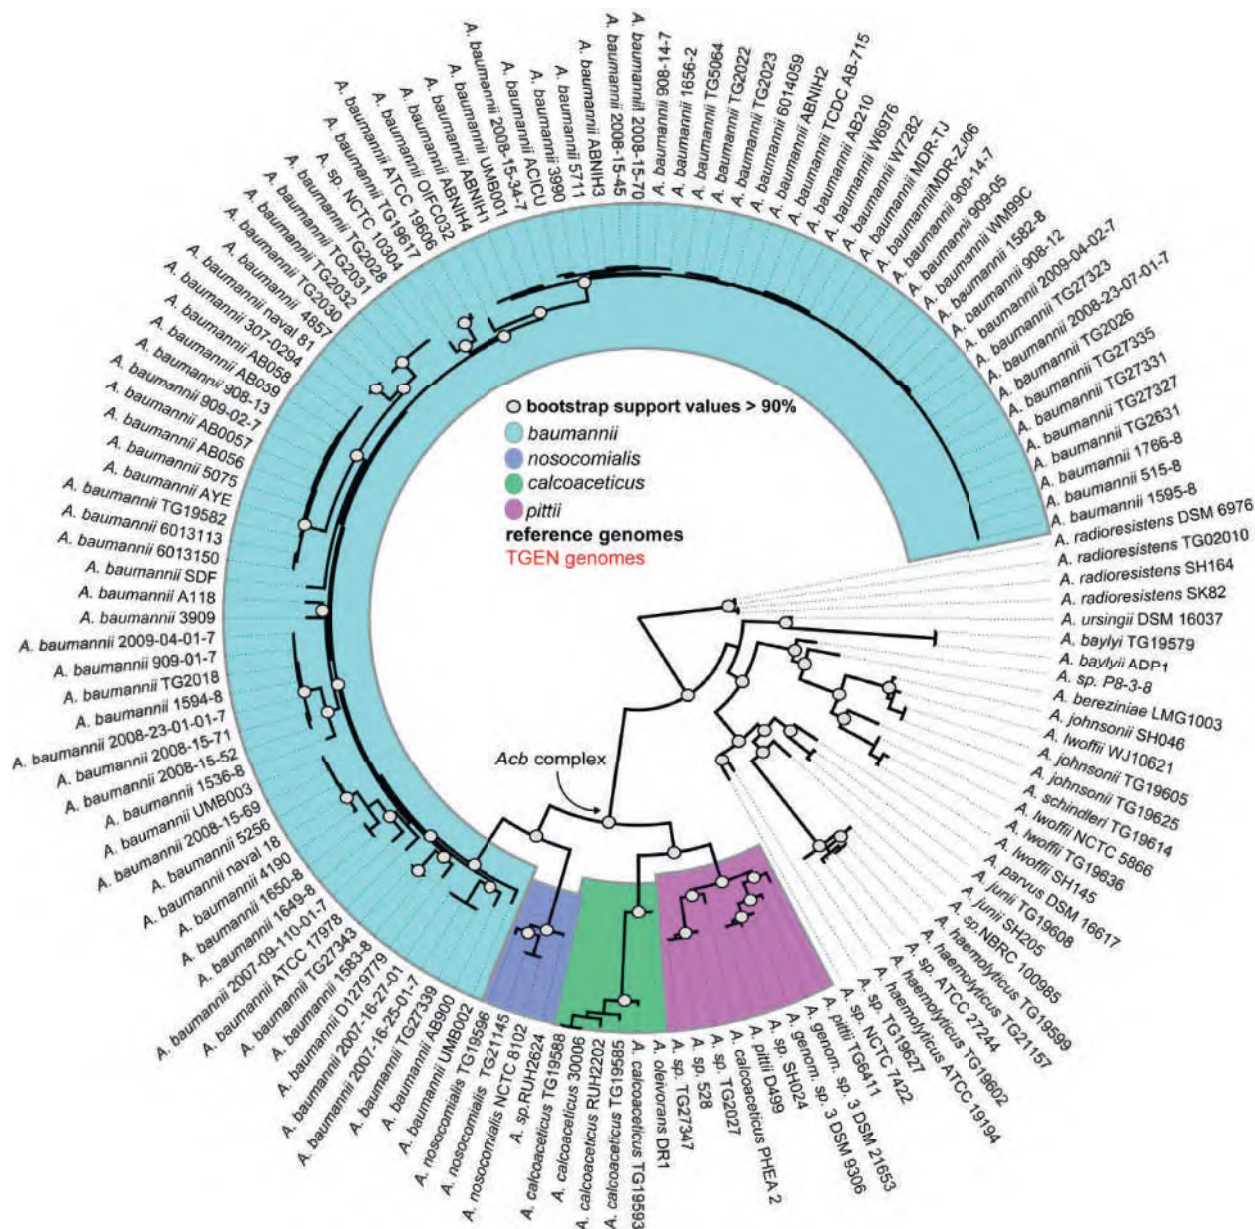 A. baumannii 2008-15-70
A. baumannii 908-14-7
A. baumannii 1656-2
A. baumannii TG5064
A. baumannii TG2022
A. baumannii TG2023
A. baumannii 6014059
A. baumannii ABNIH2
A. baumannii TCDC AB-715
A. baumannii AB210
A. baumannii W6976
A. baumannii W7282
A. baumannii MDR-TJ
A. baumanniiMDR-ZJ06
A. baumannii 909-14-7
A. baumannii 909-05
A. baumannii WM99C
A. baumannii 1582-8
A. baumannii 908-12
A. baumannii 2009-04-02-7
A. baumannii TG27323
A. baumannii 2008-23-07-01-7
A. baumannii TG2026
A. baumannii TG27335
A. baumannii TG27331
A. baumannii TG27327
A. baumannii TG2631
A. baumannii 1766-8
A. baumannii 515-8
A. baumannii 1595-8
A. radioresistens DSM 6976
A. radioresistens TG02010
A. radioresistens SH164
A. radioresistens SK82
A. ursingii DSM 16037
A. baylyi TG19579
A. baylyii ADP1
A. sp. P8-3-8
A. bereziniae LMG1003
A. johnsonii SH046
A. lwoffii WJ10621
A. johnsonii TG19605
A. johnsonii TG19625
A. schindleri TG19614
A. lwoffii NCTC 5866
A. lwoffii TG19636
A. lwoffii SH145
A. parvus DSM 16617
A. junii TG19608
A. junii SH205
A. sp.NBRC 100985
A. haemolyticus TG19599
A. haemolyticus TG21157
A. sp. ATCC 27244
A. haemolyticus TG19602
A. haemolyticus ATCC 19194
A. sp. TG19627
A. sp. NCTC 7422
A. pittii TG6411
A. genom. sp. 3 DSM 21653
A. genom. sp. 3 DSM 9306
A. sp. SH024
A. pittii D499
A. calcoaceticus PHEA 2
A. sp. TG2027
A. sp. 528
A. sp. TG27347
A. oleivorans DR1
A. calcoaceticus TG19593
A. calcoaceticus TG19585
A. calcoaceticus RUH2202
A. calcoaceticus 30006
A. calcoaceticus TG19588
A. sp.RUH2624
A. nosocomialis NCTC 8102
A. nosocomialis TG21145
A. nosocomialis TG19596
A. baumannii UMB002
A. baumannii AB900
A. baumannii TG27339
A. baumannii 2007-16-25-01-7
A. baumannii 2007-16-27-01
A. baumannii D1279779
A. baumannii 1583-8
A. baumannii TG27343
A. baumannii ATCC 17978
A. baumannii 2007-09-110-01-7
A. baumannii 1649-8
A. baumannii 1650-8
A. baumannii 4190
A. baumannii naval 18
A. baumannii 5256
A. baumannii 2008-15-69
A. baumannii UMB003
A. baumannii 1536-8
A. baumannii 2008-15-52
A. baumannii 2008-15-71
A. baumannii 2008-23-01-01-7
A. baumannii 1594-8
A. baumannii TG2018
A. baumannii 909-01-7
A. baumannii 2009-04-01-7
A. baumannii 3909
A. baumannii A118
A. baumannii SDF
A. baumannii 6013150
A. baumannii 6013113
A. baumannii TG19582
A. baumannii AYE
A. baumannii 5075
A. baumannii AB056
A. baumannii AB0057
A. baumannii 909-02-7
A. baumannii 908-13
A. baumannii AB059
A. baumannii AB058
A. baumannii 307-0294
A. baumannii naval 81
A. baumannii 4857
A. baumannii TG2030
A. baumannii TG2032
A. baumannii TG2031
A. baumannii TG2028
A. sp. NCTC 10304
A. baumannii TG19617
A. baumannii ATCC 19606
A. baumannii OIFC032
A. baumannii ABNIH4
A. baumannii ABNIH1
A. baumannii UMB001
A. baumannii 2008-15-34-7
A. baumannii ACICU
A. baumannii 3990
A. baumannii 5711
A. baumannii ABNIH3
A. baumannii 2008-15-45
bootstrap support values > 90%
baumannii
nosocomialis
calcoaceticus
pittii
reference genomes
TGEN genomes
Acb complex